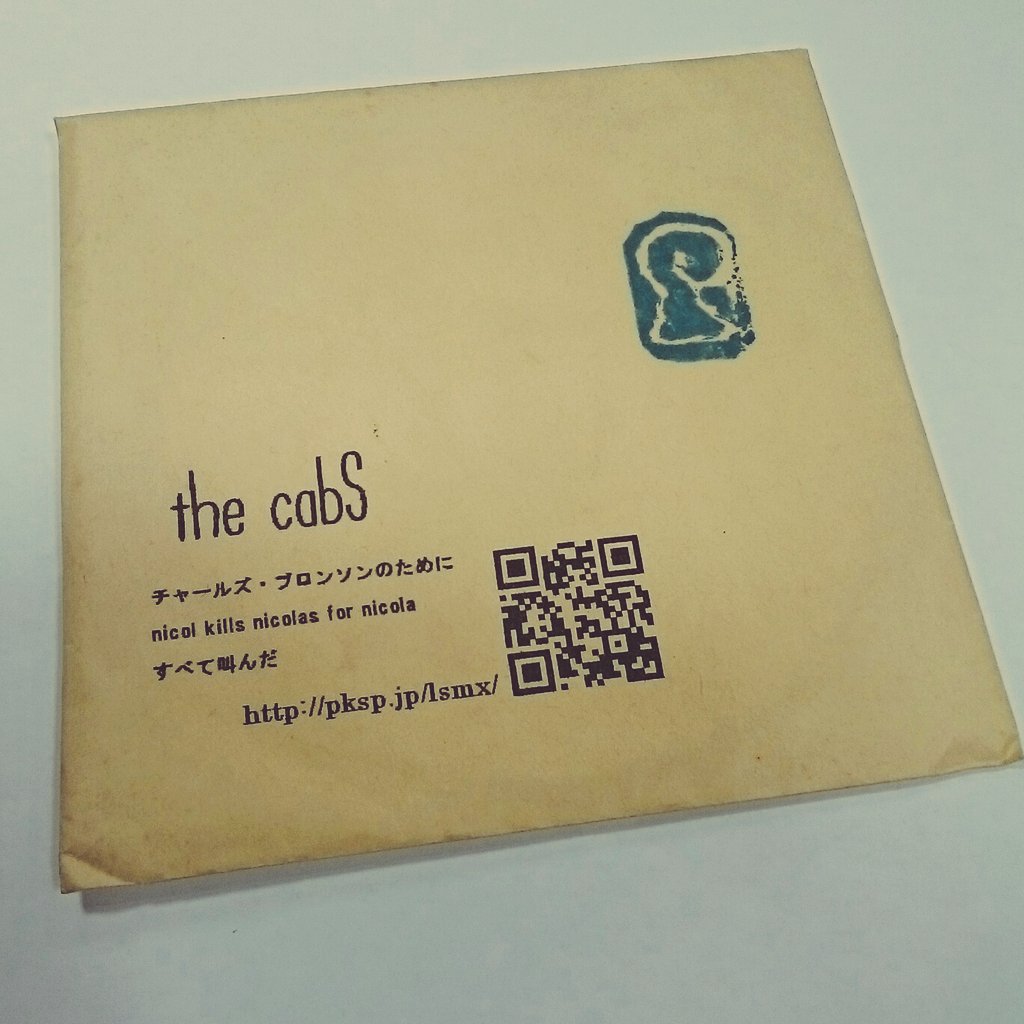 the cabS
チャールズ・ブロンソンのために
nicol kills nicolas for nicola
すべて叫んだ
http://pksp.jp/lsmx/